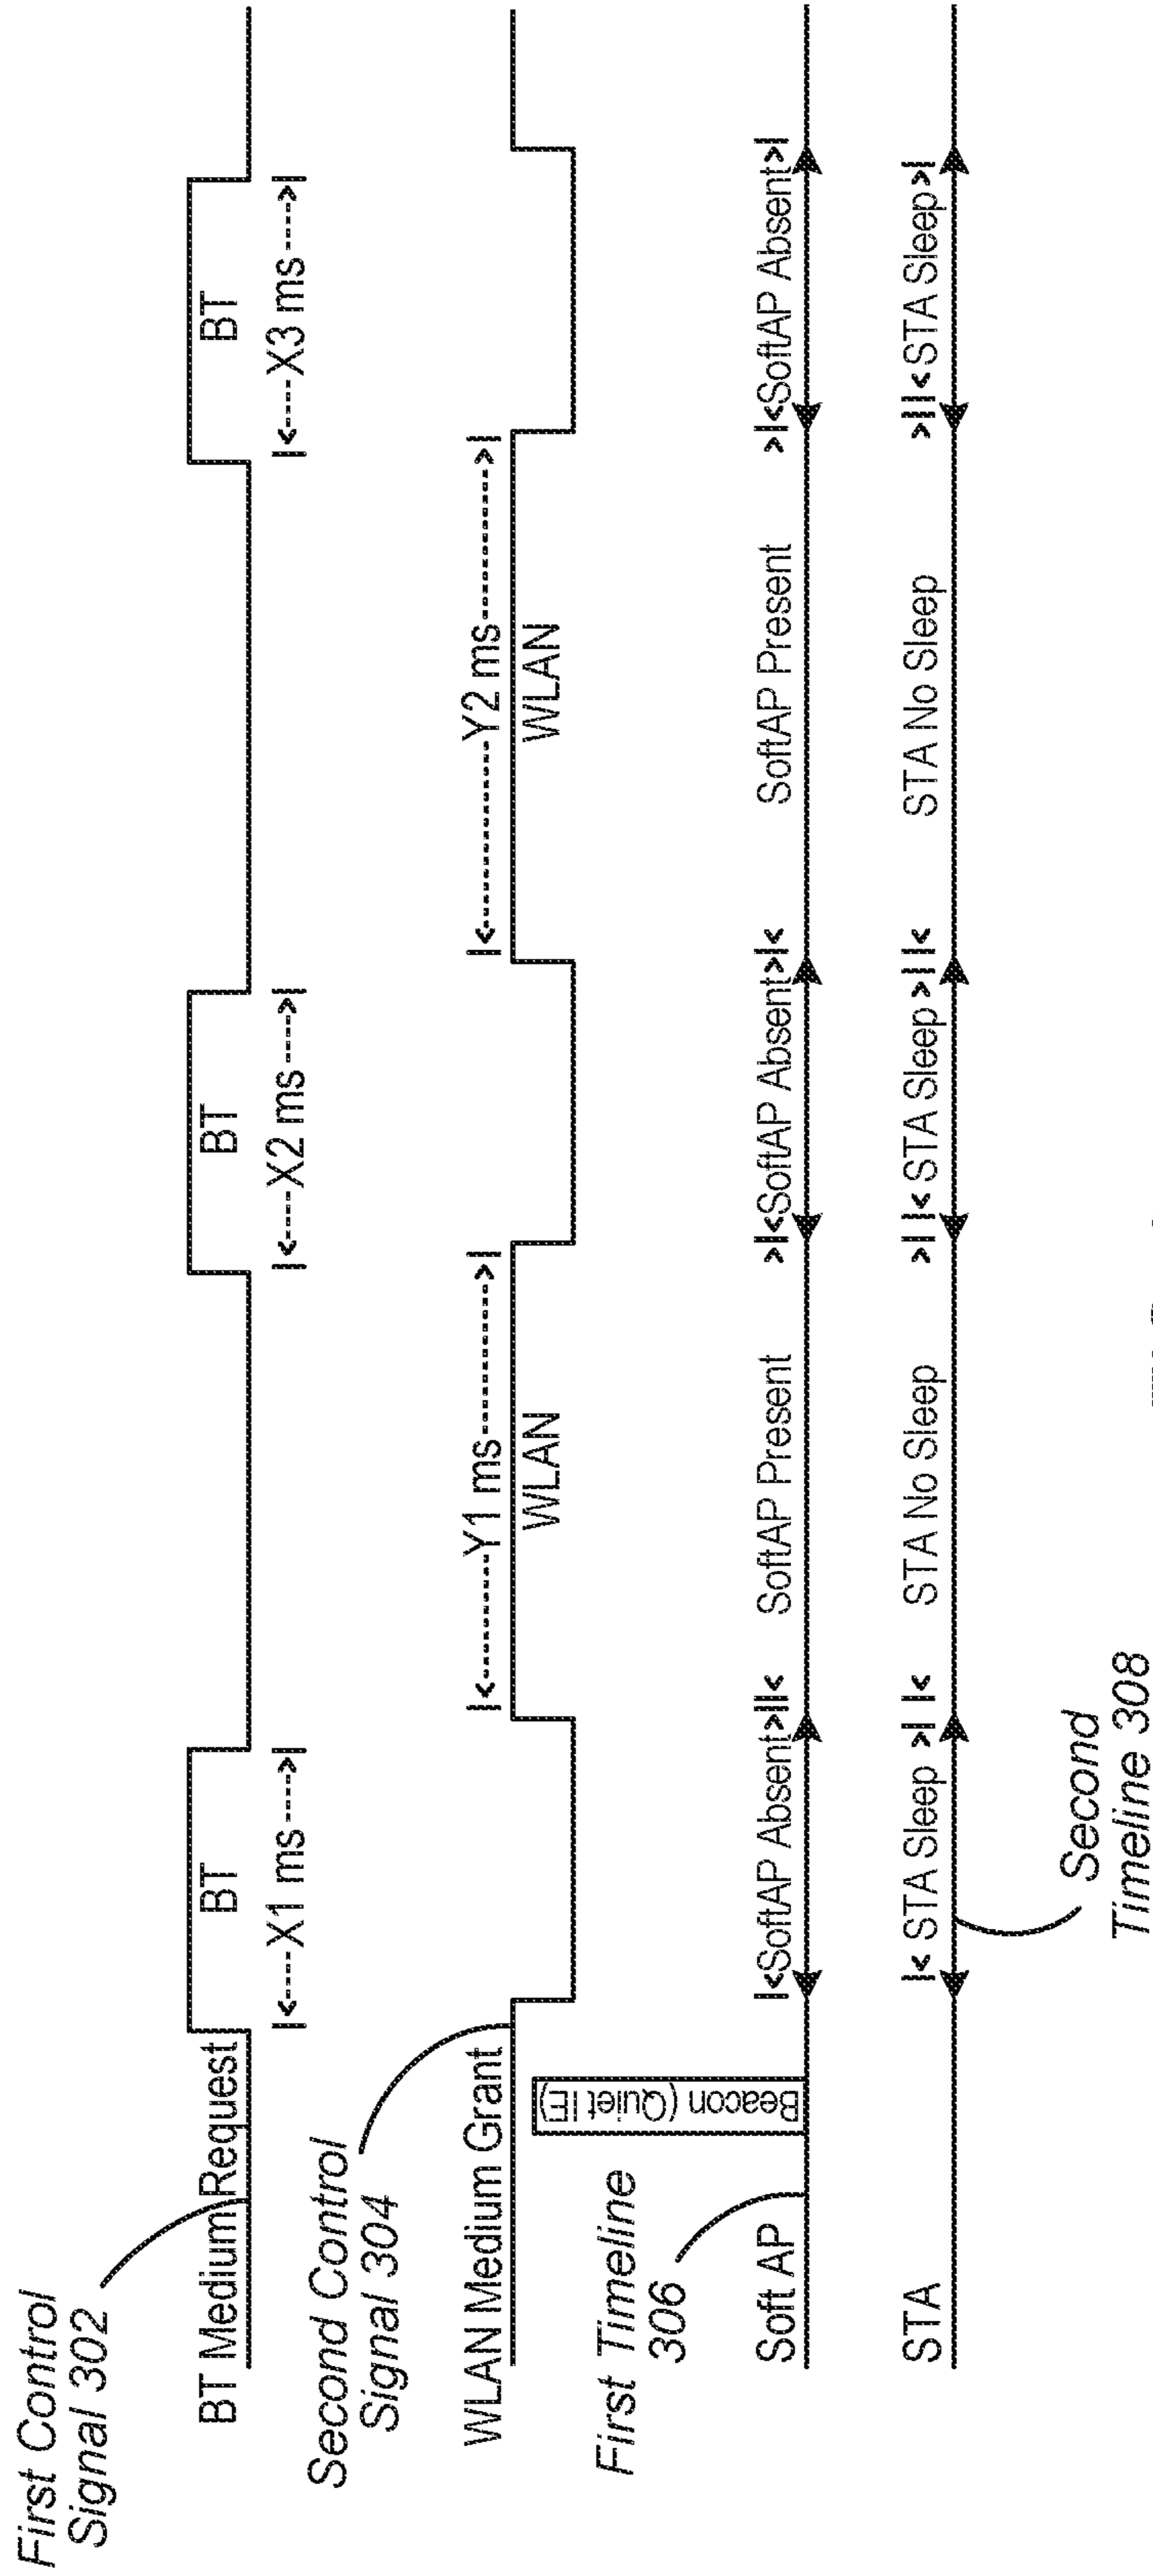 First Control
Signal 302
BT Medium Request
BT
BT
BT
|<----X1 ms---->|
|<----X2 ms---->|
|<----X3 ms---->|
Second Control
Signal 304
WLAN Medium Grant
|<--------Y1 ms---------->|
|<-----------Y2 ms----------->|
WLAN
WLAN
First Timeline
306
Beacon (Quiet IE)
Soft AP
|<SoftAP Absent>||<
SoftAP Present
>|<SoftAP Absent>|<
SoftAP Present
>|<SoftAP Absent>|
STA
|< STA Sleep >| |<
STA No Sleep
>| |< STA Sleep >| |<
STA No Sleep
>||<STA Sleep>|
Second
Timeline 308